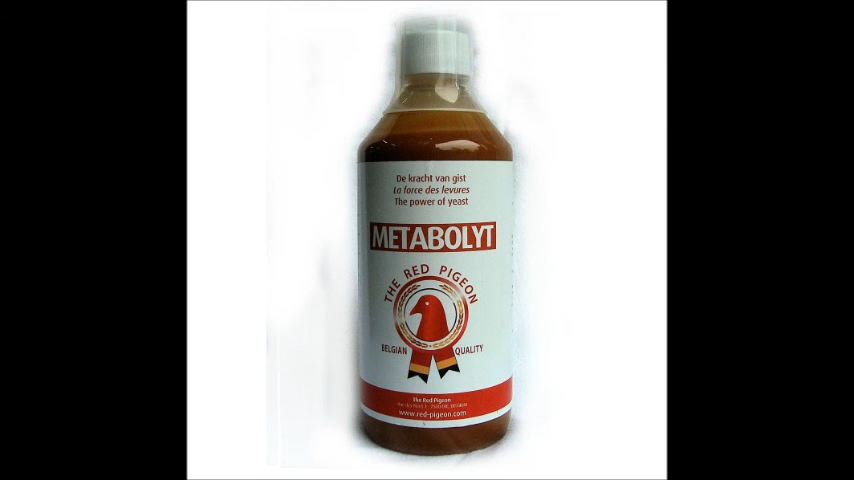 De kracht van gist
La force des levures
The power of yeast
METABOLYT
THE RED PIGEON
BELGIAN QUALITY
The Red Pigeon
www.red-pigeon.com